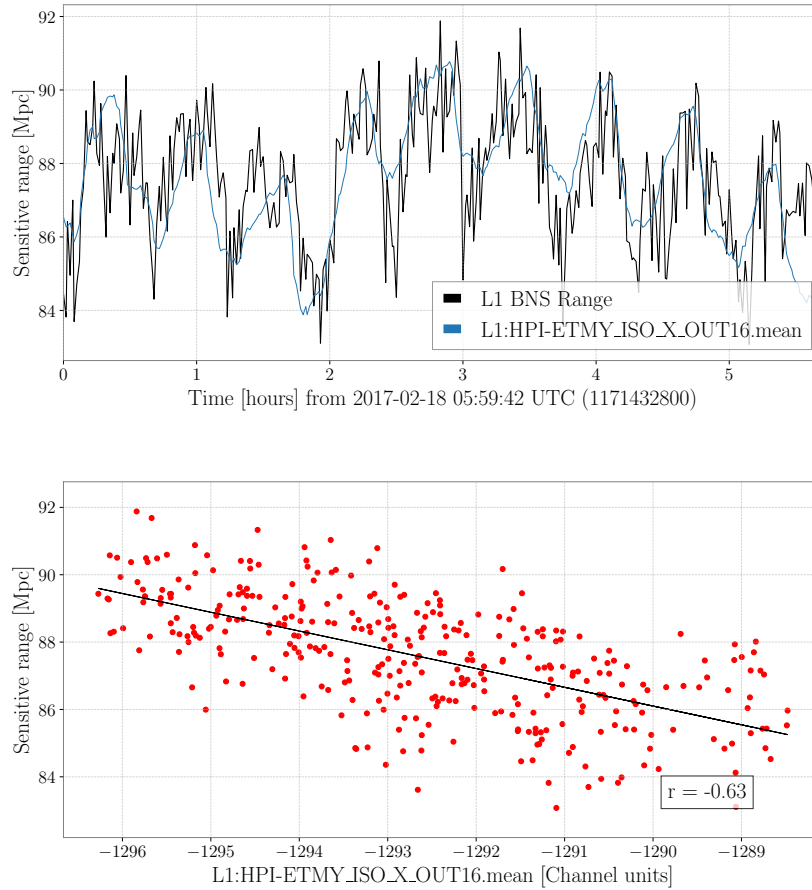 92
90
88
86
84
Sensitive range [Mpc]
L1 BNS Range
L1:HPI-ETMY_ISO_X_OUT16.mean
0 1 2 3 4 5
Time [hours] from 2017-02-18 05:59:42 UTC (1171432800)
92
90
88
86
84
Sensitive range [Mpc]
r = -0.63
−1296 −1295 −1294 −1293 −1292 −1291 −1290 −1289
L1:HPI-ETMY_ISO_X_OUT16.mean [Channel units]